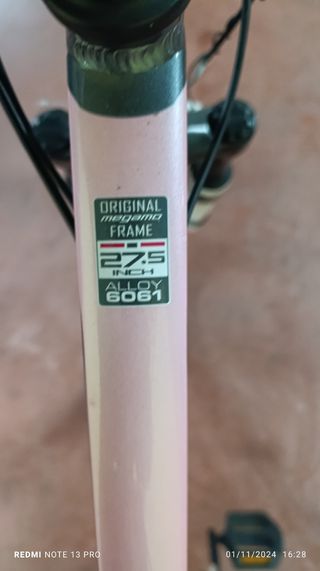 ORIGINAL
megamo
FRAME
27.5
INCH
ALLOY
6061
REDMI NOTE 13 PRO
01/11/2024 16:28